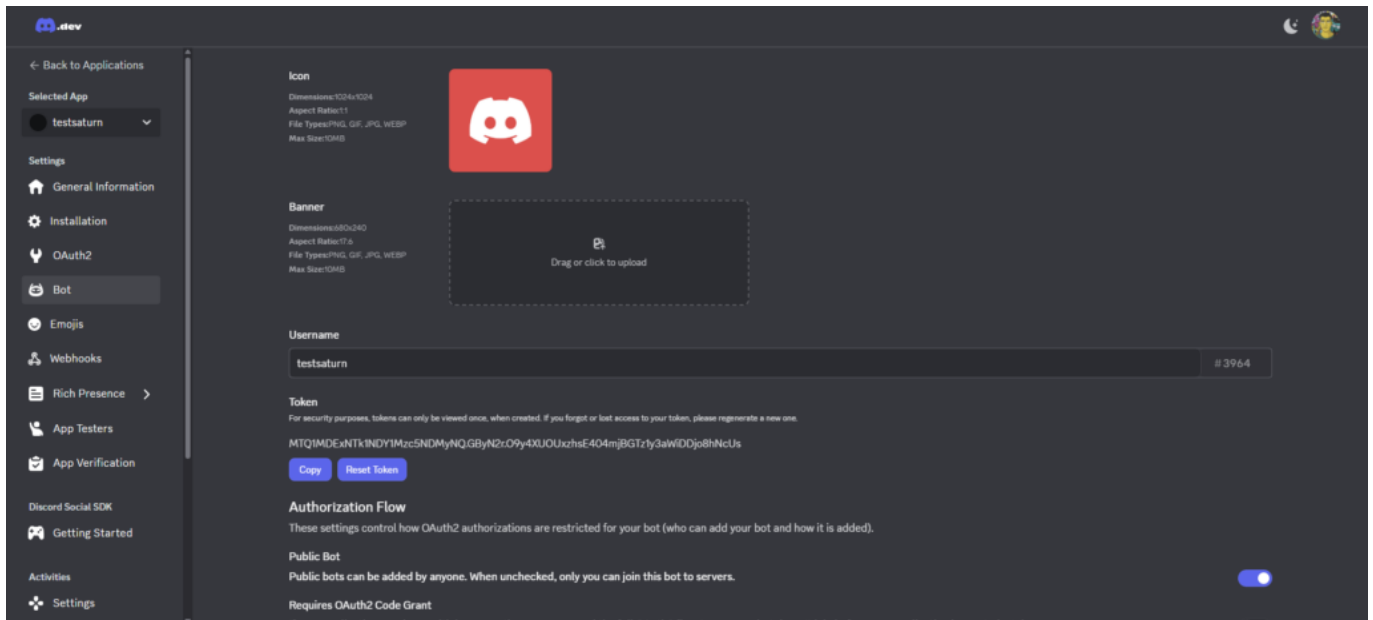 .dev
← Back to Applications
Selected App
testsaturn
Settings
General Information
Installation
OAuth2
Bot
Emojis
Webhooks
Rich Presence
App Testers
App Verification
Discord Social SDK
Getting Started
Activities
Settings
Icon
Dimensions:1024x1024
Aspect Ratio:1:1
File Types:PNG, GIF, JPG, WEBP
Max Size:10MB
Banner
Dimensions:680x240
Aspect Ratio:17:6
File Types:PNG, GIF, JPG, WEBP
Max Size:10MB
Drag or click to upload
Username
testsaturn
#3964
Token
For security purposes, tokens can only be viewed once, when created. If you forgot or lost access to your token, please regenerate a new one.
Copy
Reset Token
Authorization Flow
These settings control how OAuth2 authorizations are restricted for your bot (who can add your bot and how it is added).
Public Bot
Public bots can be added by anyone. When unchecked, only you can join this bot to servers.
Requires OAuth2 Code Grant